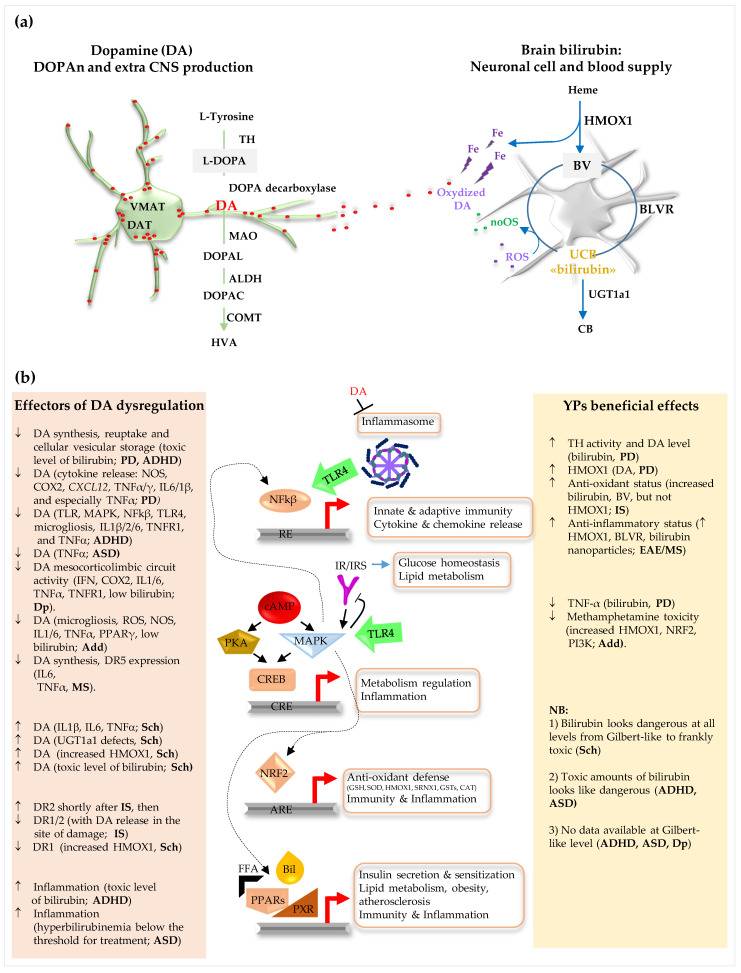 (a)
Dopamine (DA)
DOPAn and extra CNS production
Brain bilirubin:
Neuronal cell and blood supply
L-Tyrosine
TH
L-DOPA
DOPA decarboxylase
VMAT
DA
DAT
MAO
DOPAL
ALDH
DOPAC
COMT
HVA
Heme
HMOX1
Fe
Fe
Fe
BV
Oxydized
DA
noOS
BLVR
ROS
UCB
«bilirubin»
UGT1a1
CB
(b)
Effectors of DA dysregulation
↓ DA synthesis, reuptake and
cellular vesicular storage (toxic
level of bilirubin; PD, ADHD)
↓ DA (cytokine release: NOS,
COX2, CXCL12, TNFα/γ, IL6/1β,
and especially TNFα; PD)
↓ DA (TLR, MAPK, NFkβ, TLR4,
microgliosis, IL1β/2/6, TNFR1,
and TNFα; ADHD)
↓ DA (TNFα; ASD)
↓ DA mesocorticolimbic circuit
activity (IFN, COX2, IL1/6,
TNFα, TNFR1, low bilirubin;
Dp).
↓ DA (microgliosis, ROS, NOS,
IL1/6, TNFα, PPARγ, low
bilirubin; Add)
↓ DA synthesis, DR5 expression
(IL6,
TNFα, MS).
↑ DA (IL1β, IL6, TNFα; Sch)
↑ DA (UGT1a1 defects, Sch)
↑ DA (increased HMOX1, Sch)
↑ DA (toxic level of bilirubin; Sch)
↑ DR2 shortly after IS, then
↓ DR1/2 (with DA release in the
site of damage; IS)
↓ DR1 (increased HMOX1, Sch)
↑ Inflammation (toxic level
of bilirubin; ADHD)
↑ Inflammation
(hyperbilirubinemia below the
threshold for treatment; ASD)
DA
Inflammasome
TLR4
NFkβ
RE
Innate & adaptive immunity
Cytokine & chemokine release
IR/IRS
Glucose homeostasis
Lipid metabolism
cAMP
PKA
MAPK
TLR4
CREB
CRE
Metabolism regulation
Inflammation
NRF2
ARE
Anti-oxidant defense
(GSH, SOD, HMOX1, SRNX1, GSTs, CAT)
Immunity & Inflammation
FFA
Bil
PPARs
PXR
Insulin secretion & sensitization
Lipid metabolism, obesity,
atherosclerosis
Immunity & Inflammation
YPs beneficial effects
↑ TH activity and DA level
(bilirubin, PD)
↑ HMOX1 (DA, PD)
↑ Anti-oxidant status (increased
bilirubin, BV, but not
HMOX1; IS)
↑ Anti-inflammatory status (↑
HMOX1, BLVR, bilirubin
nanoparticles; EAE/MS)
↓ TNF-α (bilirubin, PD)
↓ Methamphetamine toxicity
(increased HMOX1, NRF2,
PI3K; Add).
NB:
1) Bilirubin looks dangerous at all
levels from Gilbert-like to frankly
toxic (Sch)
2) Toxic amounts of bilirubin
looks like dangerous (ADHD,
ASD)
3) No data available at Gilbert-
like level (ADHD, ASD, Dp)